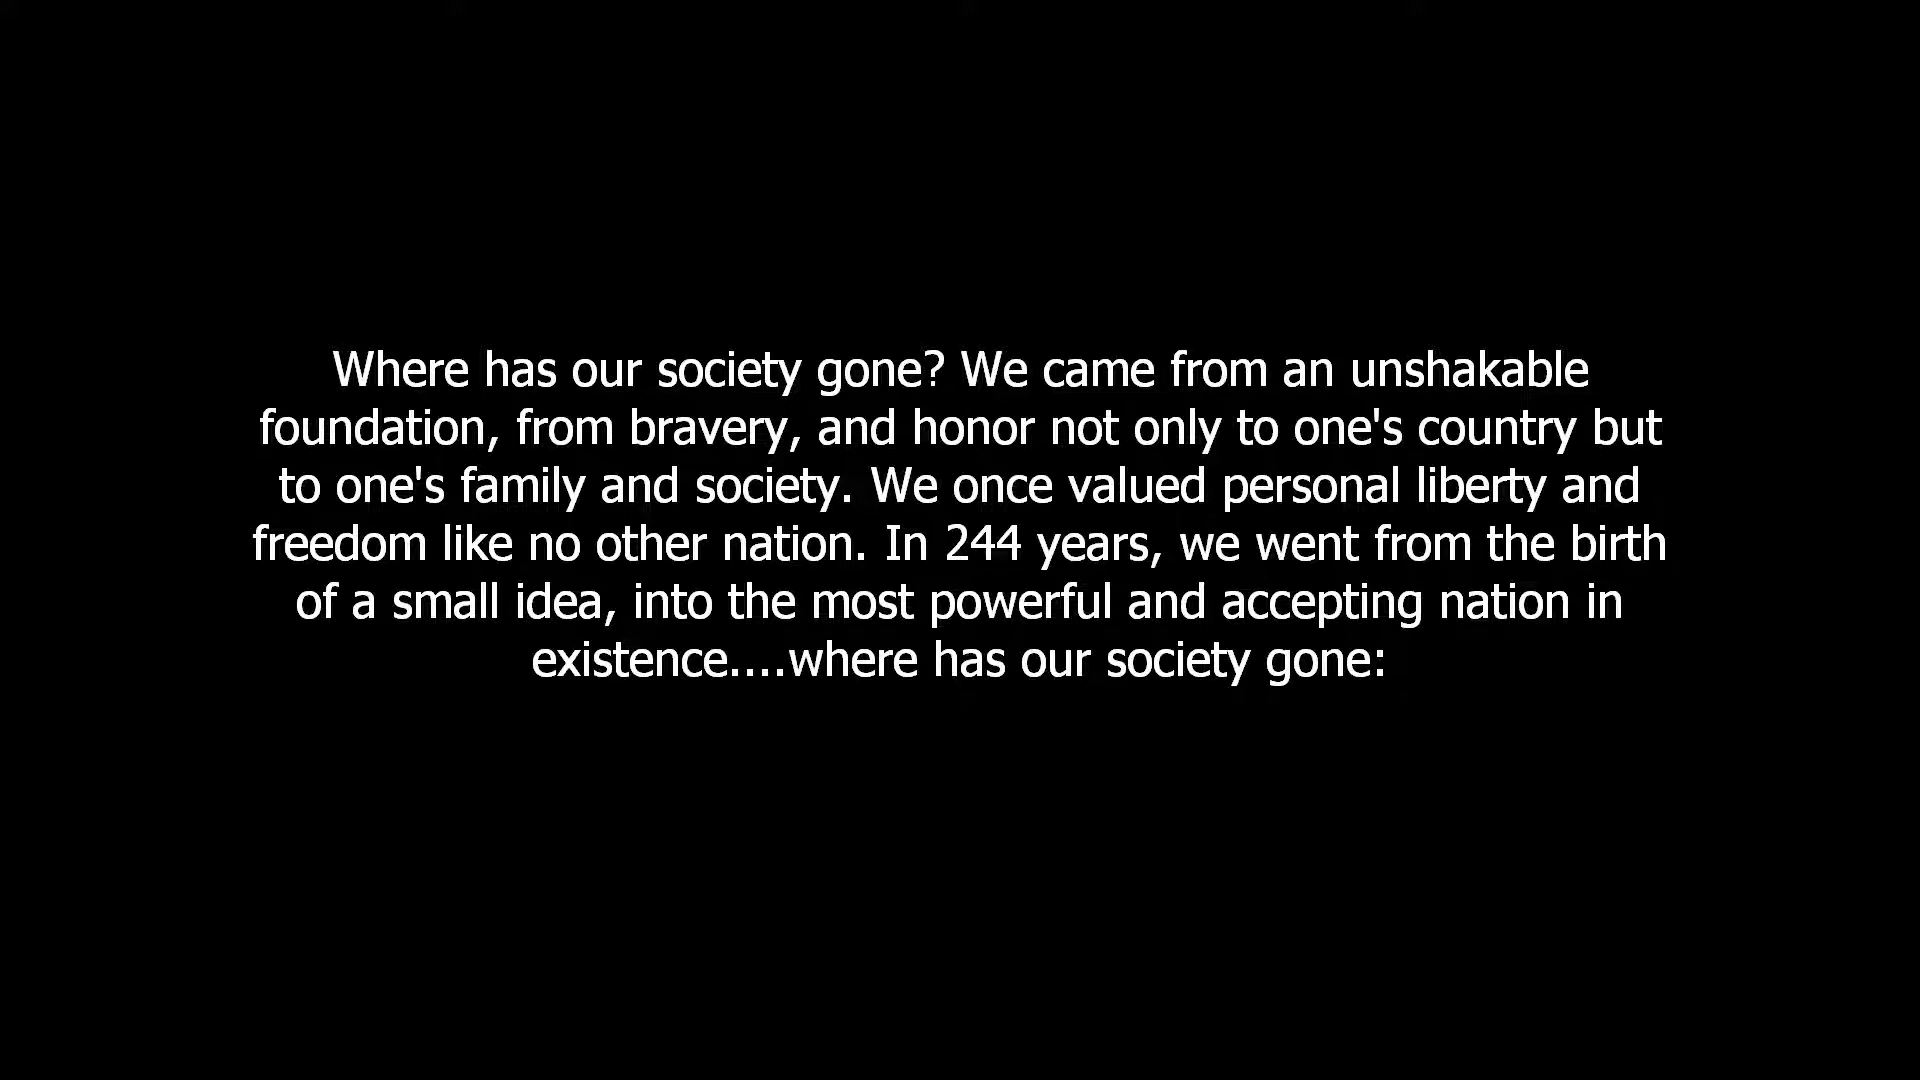 Where has our society gone? We came from an unshakable
foundation, from bravery, and honor not only to one's country but
to one's family and society. We once valued personal liberty and
freedom like no other nation. In 244 years, we went from the birth
of a small idea, into the most powerful and accepting nation in
existence....where has our society gone: